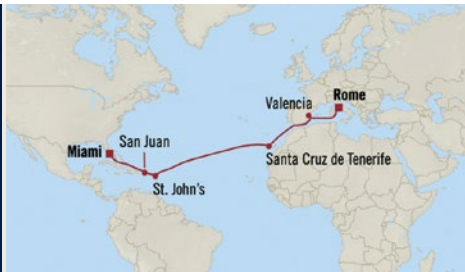 Rome
Valencia
San Juan
Miami
Santa Cruz de Tenerife
St. John's